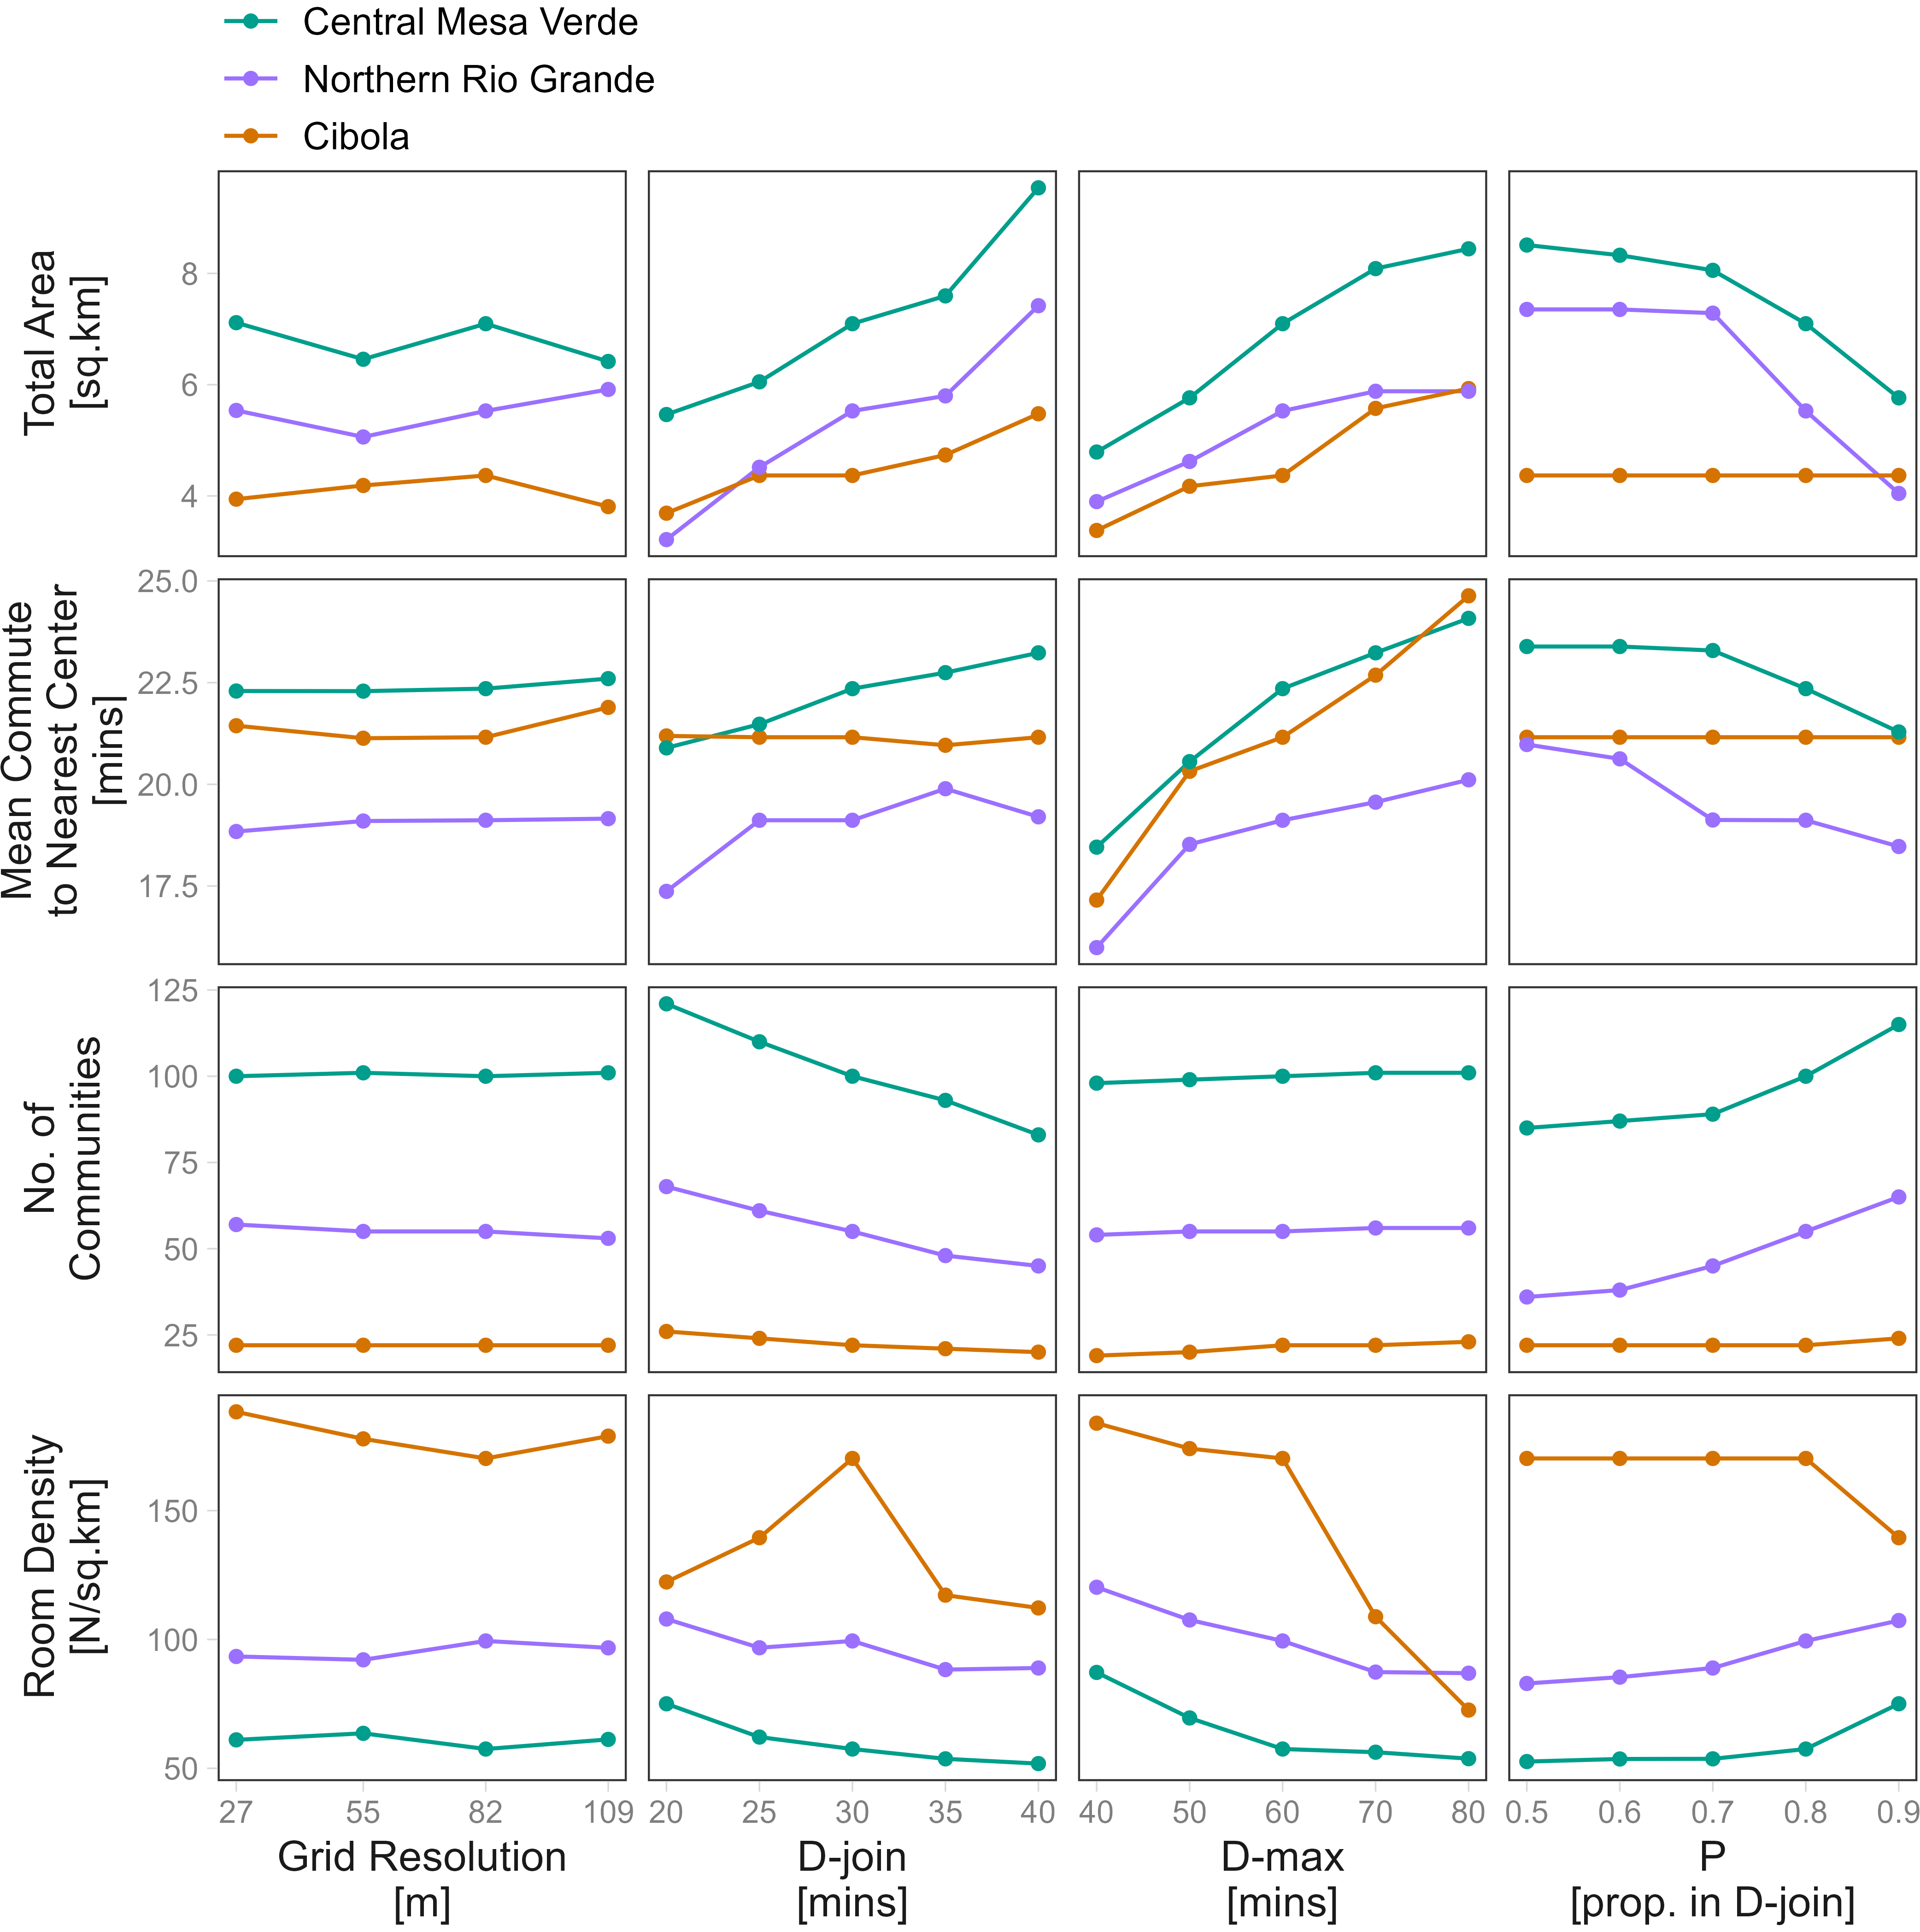 Central Mesa Verde
Northern Rio Grande
Cibola
Total Area
[sq.km]
8
6
4
Mean Commute
to Nearest Center
[mins]
25.0
22.5
20.0
17.5
No. of
Communities
125
100
75
50
25
Room Density
[N/sq.km]
150
100
50
27 55 82 109 20 25 30 35 40 40 50 60 70 80 0.5 0.6 0.7 0.8 0.9
Grid Resolution D-join D-max P
[m] [mins] [mins] [prop. in D-join]